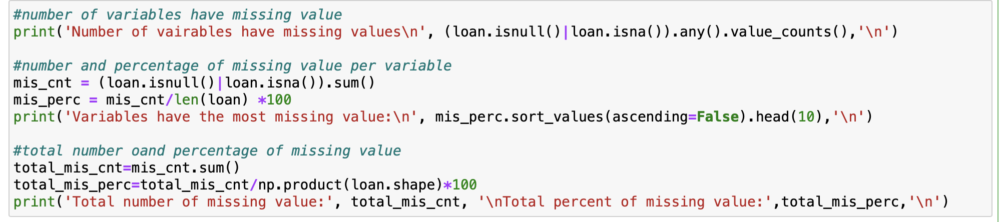 #number of variables have missing value
print('Number of vairables have missing values\n', (loan.isnull()|loan.isna()).any().value_counts(),'\n')
#number and percentage of missing value per variable
mis_cnt = (loan.isnull()|loan.isna()).sum()
mis_perc = mis_cnt/len(loan) *100
print('Variables have the most missing value:\n', mis_perc.sort_values(ascending=False).head(10),'\n')
#total number oand percentage of missing value
total_mis_cnt=mis_cnt.sum()
total_mis_perc=total_mis_cnt/np.product(loan.shape)*100
print('Total number of missing value:', total_mis_cnt, '\nTotal percent of missing value:',total_mis_perc,'\n')